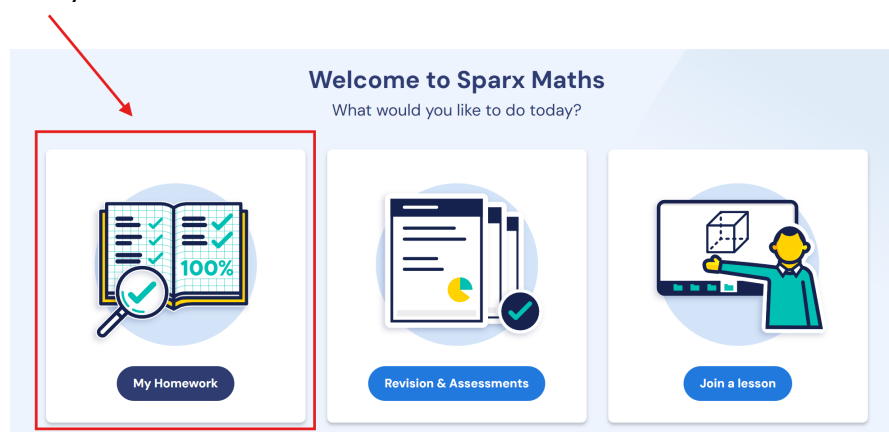 Welcome to Sparx Maths
What would you like to do today?
100%
My Homework
Revision & Assessments
Join a lesson